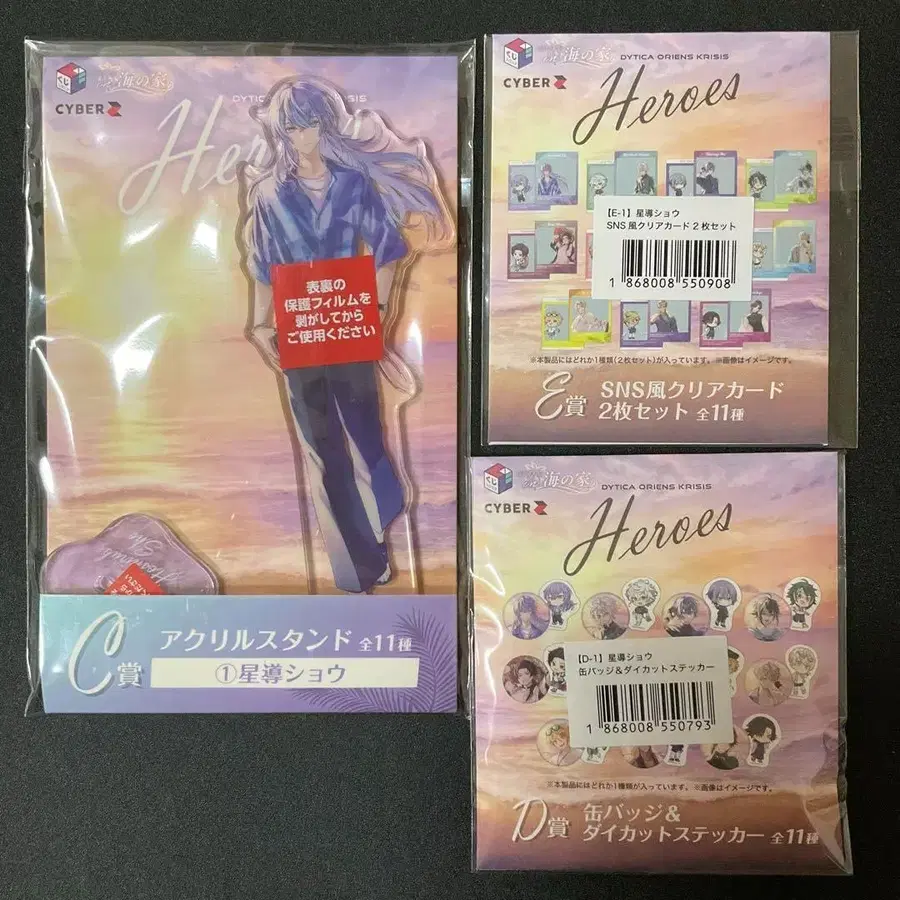 くじ
海の家
CYBER Z
DYTICA ORIENS KRISIS
Heroes
表裏の
保護フィルムを
剥がしてから
ご使用ください
C賞
アクリルスタンド 全11種
①星導ショウ
くじ
海の家
DYTICA ORIENS KRISIS
CYBER Z
Heroes
【E-1】星導ショウ
SNS風クリアカード2枚セット
1 868008 550908
※本製品にはどれか1種類(2枚セット)が入っています。 ※画像はイメージです。
E賞
SNS風クリアカード
2枚セット 全11種
くじ
海の家
DYTICA ORIENS KRISIS
CYBER Z
Heroes
【D-1】星導ショウ
缶バッジ&ダイカットステッカー
1 868008 550793
※本製品にはどれか1種類が入っています。 ※画像はイメージです。
D賞
缶バッジ&
ダイカットステッカー 全11種